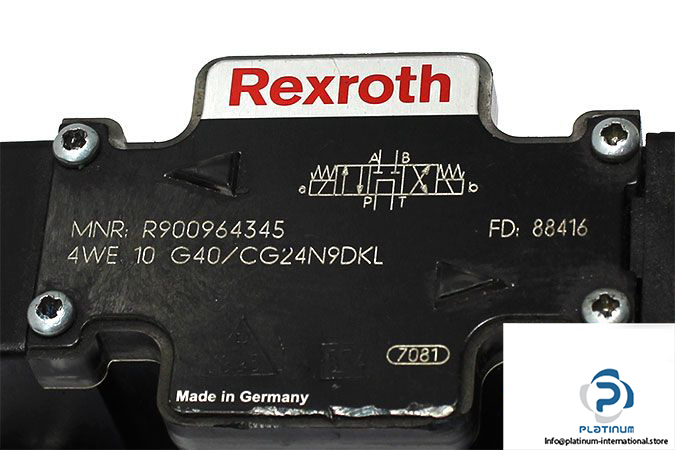 Rexroth
A B
a b
P T
MNR: R900964345 FD: 88416
4WE 10 G40/CG24N9DKL
7081
Made in Germany
PLATINUM
info@platinum-international.store